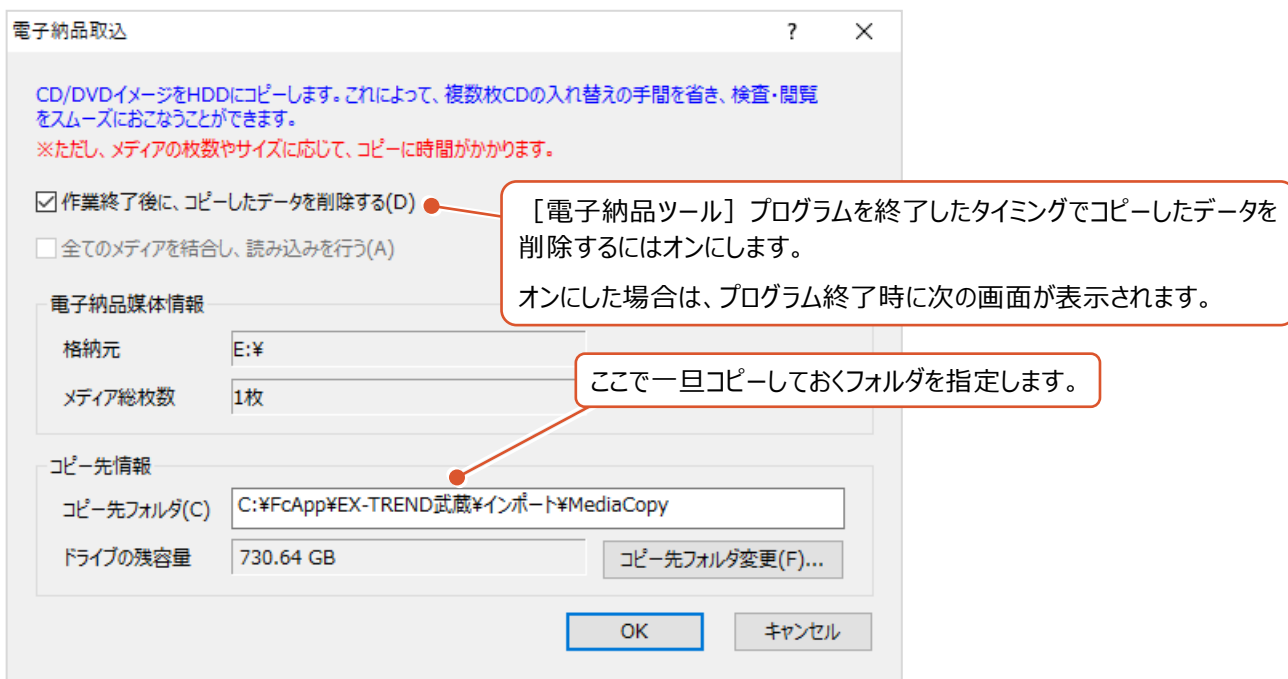 電子納品取込
?
×
CD/DVDイメージをHDDにコピーします。これによって、複数枚CDの入れ替えの手間を省き、検査・閲覧
をスムーズにおこなうことができます。
※ただし、メディアの枚数やサイズに応じて、コピーに時間がかかります。
作業終了後に、コピーしたデータを削除する(D)
［電子納品ツール］プログラムを終了したタイミングでコピーしたデータを
削除するにはオンにします。
オンにした場合は、プログラム終了時に次の画面が表示されます。
全てのメディアを結合し、読み込みを行う(A)
電子納品媒体情報
格納元
E:¥
ここで一旦コピーしておくフォルダを指定します。
メディア総枚数
1枚
コピー先情報
コピー先フォルダ(C)
C:¥FcApp¥EX-TREND武蔵¥インポート¥MediaCopy
ドライブの残容量
730.64 GB
コピー先フォルダ変更(F)...
OK
キャンセル